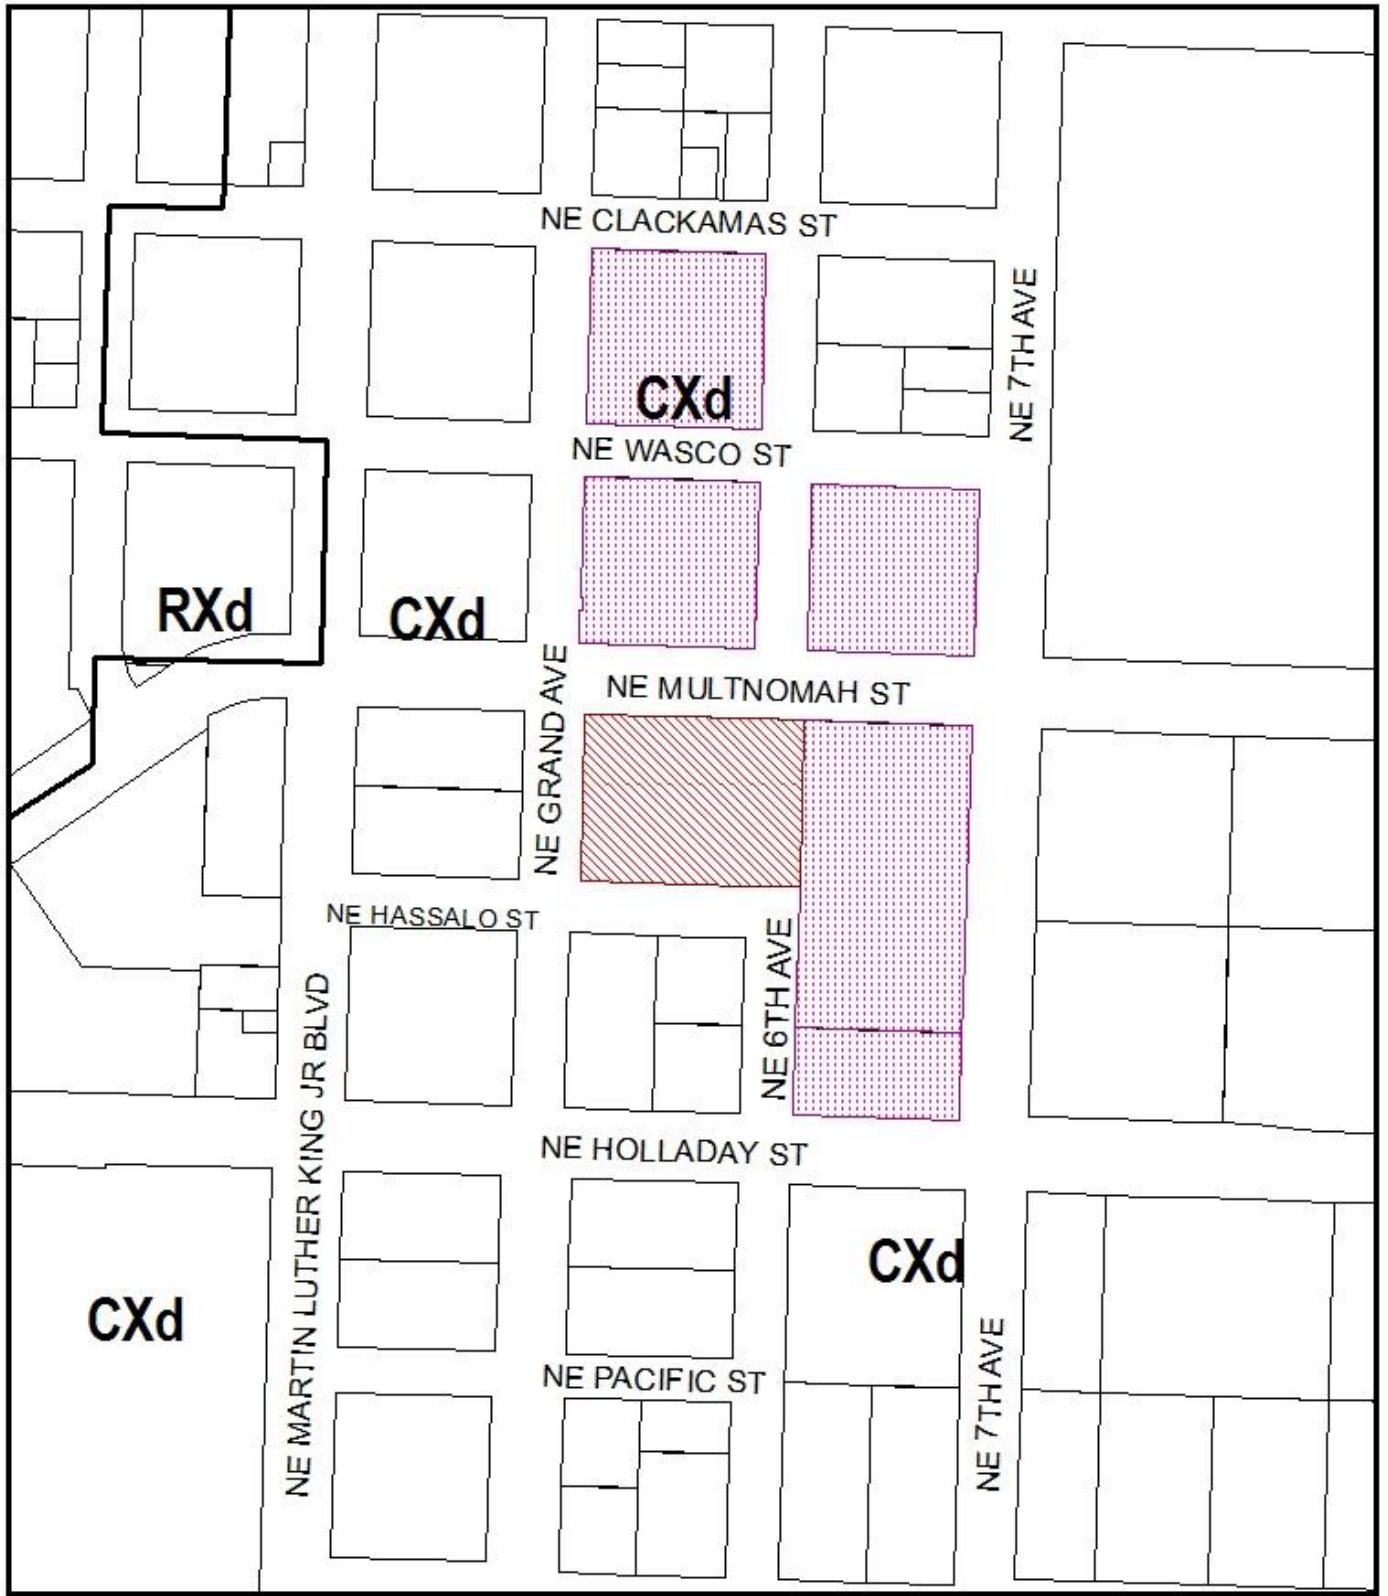 NE CLACKAMAS ST
NE 7TH AVE
CXd
NE WASCO ST
RXd
CXd
NE GRAND AVE
NE MULTNOMAH ST
NE HASSALO ST
NE 6TH AVE
NE MARTIN LUTHER KING JR BLVD
NE HOLLADAY ST
CXd
CXd
NE PACIFIC ST
NE 7TH AVE